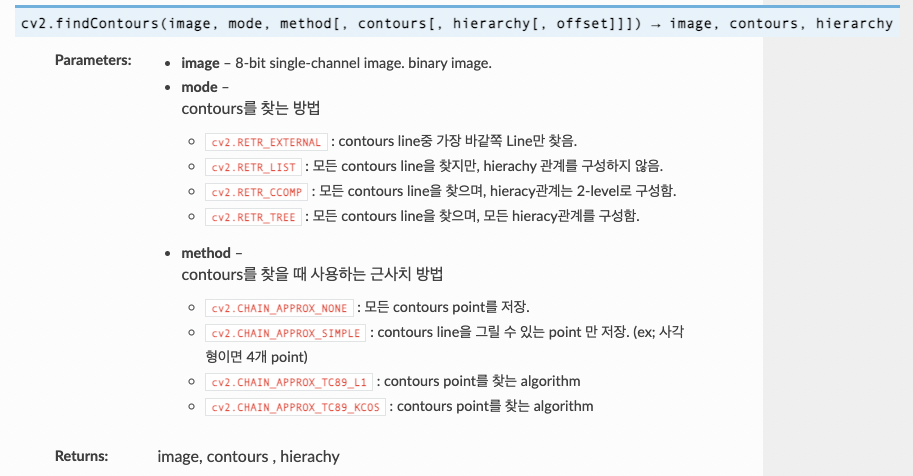 cv2.findContours(image, mode, method[, contours[, hierarchy[, offset]]]) → image, contours, hierarchy
Parameters:
• image – 8-bit single-channel image. binary image.
• mode –
contours를 찾는 방법
○ cv2.RETR_EXTERNAL : contours line중 가장 바같쪽 Line만 찾음.
○ cv2.RETR_LIST : 모든 contours line을 찾지만, hierachy 관계를 구성하지 않음.
○ cv2.RETR_CCOMP : 모든 contours line을 찾으며, hieracy관계는 2-level로 구성함.
○ cv2.RETR_TREE : 모든 contours line을 찾으며, 모든 hieracy관계를 구성함.
• method –
contours를 찾을 때 사용하는 근사치 방법
○ cv2.CHAIN_APPROX_NONE : 모든 contours point를 저장.
○ cv2.CHAIN_APPROX_SIMPLE : contours line을 그릴 수 있는 point 만 저장. (ex; 사각
형이면 4개 point)
○ cv2.CHAIN_APPROX_TC89_L1 : contours point를 찾는 algorithm
○ cv2.CHAIN_APPROX_TC89_KCOS : contours point를 찾는 algorithm
Returns: image, contours , hierachy